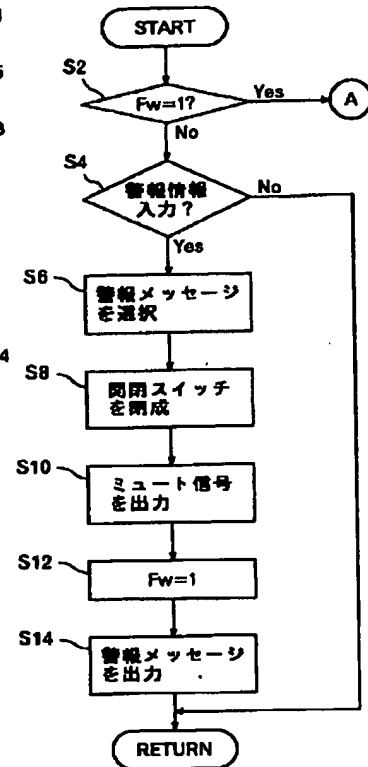 START
S2
Fw=1?
Yes
A
No
S4
警報情報
入力？
No
Yes
S6
警報メッセージ
を選択
S8
開閉スイッチ
を閉成
S10
ミュート信号
を出力
S12
Fw=1
S14
警報メッセージ
を出力
RETURN